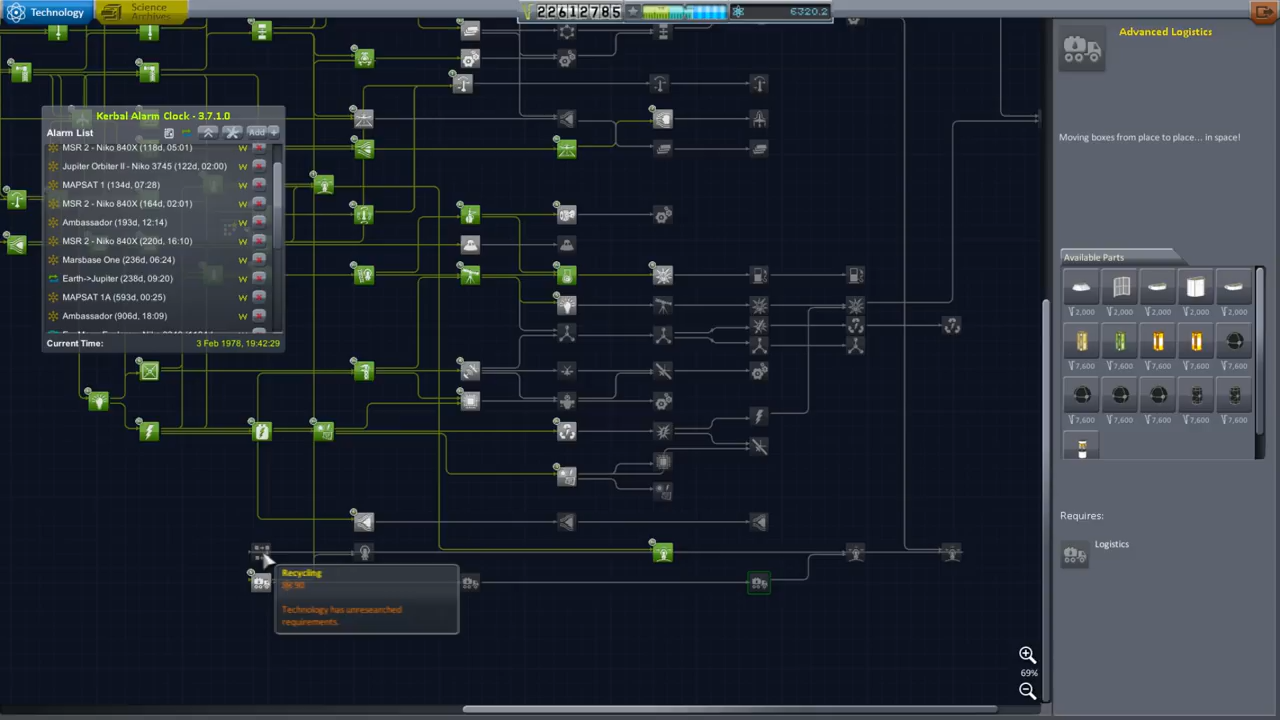 Technology
Science
Archives
22612785
6320.2
Advanced Logistics
Moving boxes from place to place... in space!
Kerbal Alarm Clock - 3.7.1.0
Alarm List
Add
+
MSR 2 - Niko 840X (118d, 05:01)
W
Jupiter Orbiter II - Niko 3745 (122d, 02:00)
W
MAPSAT 1 (134d, 07:28)
W
MSR 2 - Niko 840X (164d, 02:01)
W
Ambassador (193d, 12:14)
W
MSR 2 - Niko 840X (220d, 16:10)
W
Marsbase One (236d, 06:24)
W
Earth->Jupiter (238d, 09:20)
W
MAPSAT 1A (593d, 00:25)
W
Ambassador (906d, 18:09)
W
Current Time:
3 Feb 1978, 19:42:29
Available Parts
2,000
2,000
2,000
2,000
2,000
7,600
7,600
7,600
7,600
7,600
7,600
7,600
7,600
7,600
7,600
Requires:
Logistics
Recycling
90
Technology has unresearched
requirements.
69%